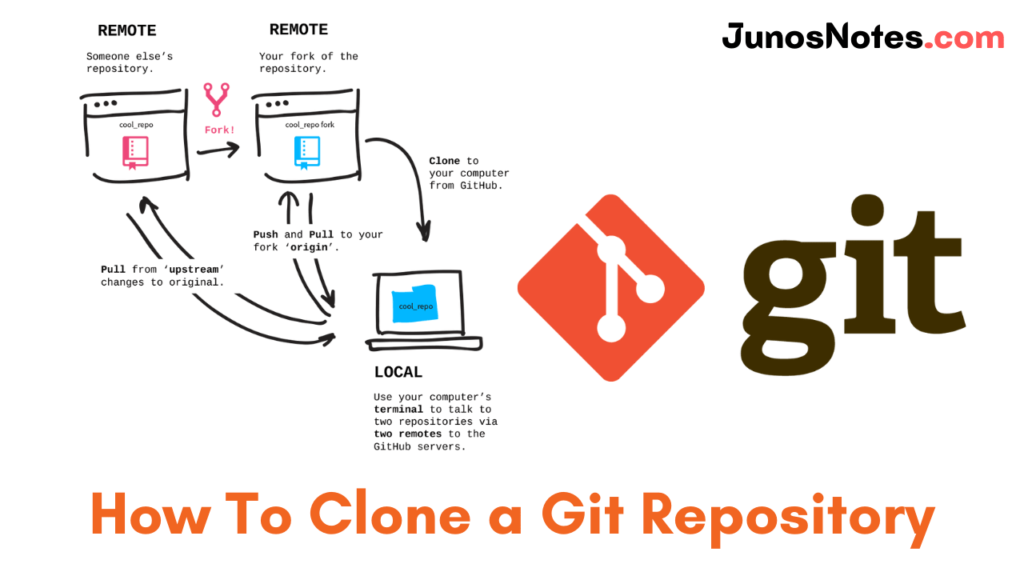 JunosNotes.com
REMOTE
Someone else's
repository.
REMOTE
Your fork of the
repository.
cool_repo
Fork!
cool_repo fork
Clone to
your computer
from GitHub.
Push and Pull to your
fork ‘origin’.
Pull from ‘upstream’
changes to original.
cool_repo
LOCAL
Use your computer’s
terminal to talk to
two repositories via
two remotes to the
GitHub servers.
git
How To Clone a Git Repository